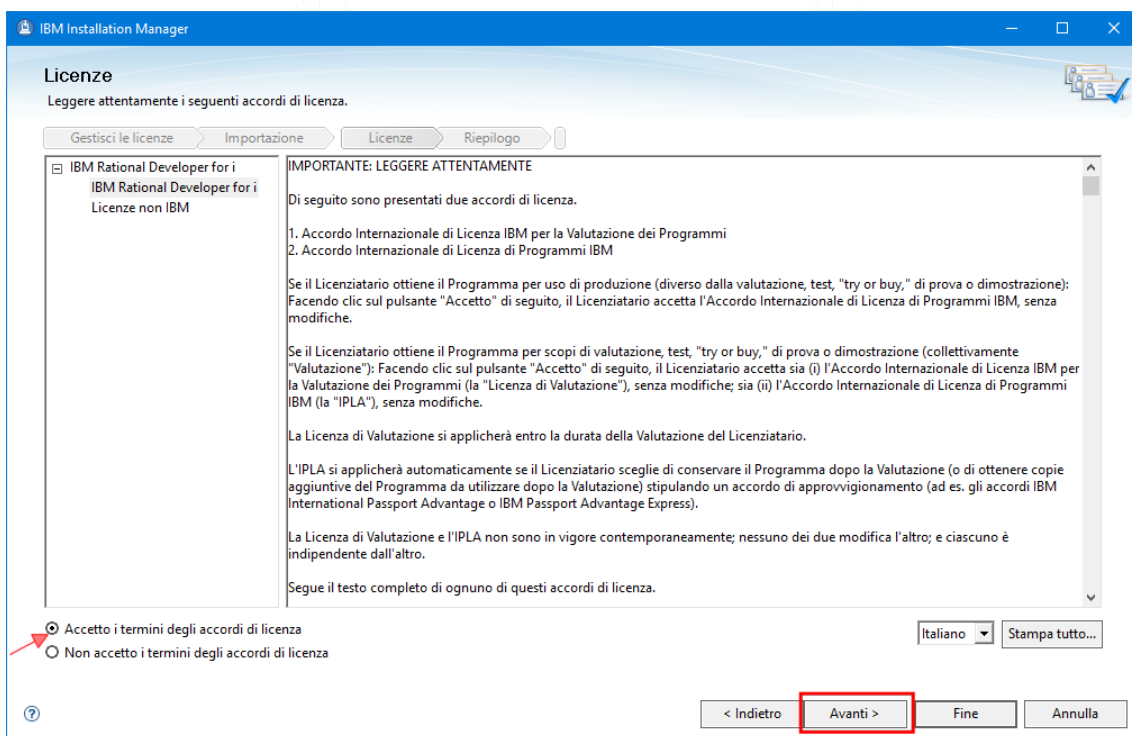 IBM Installation Manager
Licenze
Leggere attentamente i seguenti accordi di licenza.
Gestisci le licenze
Importazione
Licenze
Riepilogo
IBM Rational Developer for i
IBM Rational Developer for i
Licenze non IBM
IMPORTANTE: LEGGERE ATTENTAMENTE
Di seguito sono presentati due accordi di licenza.
1. Accordo Internazionale di Licenza IBM per la Valutazione dei Programmi
2. Accordo Internazionale di Licenza di Programmi IBM
Se il Licenziatario ottiene il Programma per uso di produzione (diverso dalla valutazione, test, "try or buy," di prova o dimostrazione):
Facendo clic sul pulsante "Accetto" di seguito, il Licenziatario accetta l'Accordo Internazionale di Licenza di Programmi IBM, senza
modifiche.
Se il Licenziatario ottiene il Programma per scopi di valutazione, test, "try or buy," di prova o dimostrazione (collettivamente
"Valutazione"): Facendo clic sul pulsante "Accetto" di seguito, il Licenziatario accetta sia (i) l'Accordo Internazionale di Licenza IBM per
la Valutazione dei Programmi (la "Licenza di Valutazione"), senza modifiche; sia (ii) l'Accordo Internazionale di Licenza di Programmi
IBM (la "IPLA"), senza modifiche.
La Licenza di Valutazione si applicherà entro la durata della Valutazione del Licenziatario.
L'IPLA si applicherà automaticamente se il Licenziatario sceglie di conservare il Programma dopo la Valutazione (o di ottenere copie
aggiuntive del Programma da utilizzare dopo la Valutazione) stipulando un accordo di approvvigionamento (ad es. gli accordi IBM
International Passport Advantage o IBM Passport Advantage Express).
La Licenza di Valutazione e l'IPLA non sono in vigore contemporaneamente; nessuno dei due modifica l'altro; e ciascuno è
indipendente dall'altro.
Segue il testo completo di ognuno di questi accordi di licenza.
Accetto i termini degli accordi di licenza
Non accetto i termini degli accordi di licenza
Italiano
Stampa tutto...
?
< Indietro
Avanti >
Fine
Annulla